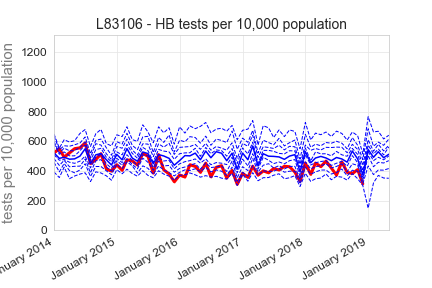 L83106 - HB tests per 10,000 population
tests per 10,000 population
1200
1000
800
600
400
200
0
nuary 2014
January 2015
January 2016
January 2017
January 2018
January 2019